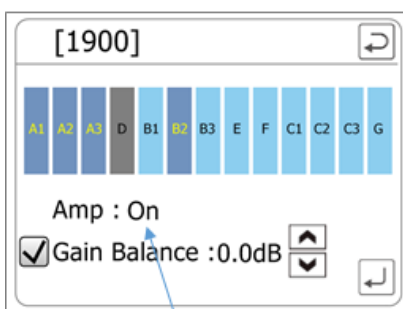 [1900]
A1 A2 A3 D B1 B2 B3 E F C1 C2 C3 G
Amp : On
Gain Balance :0.0dB